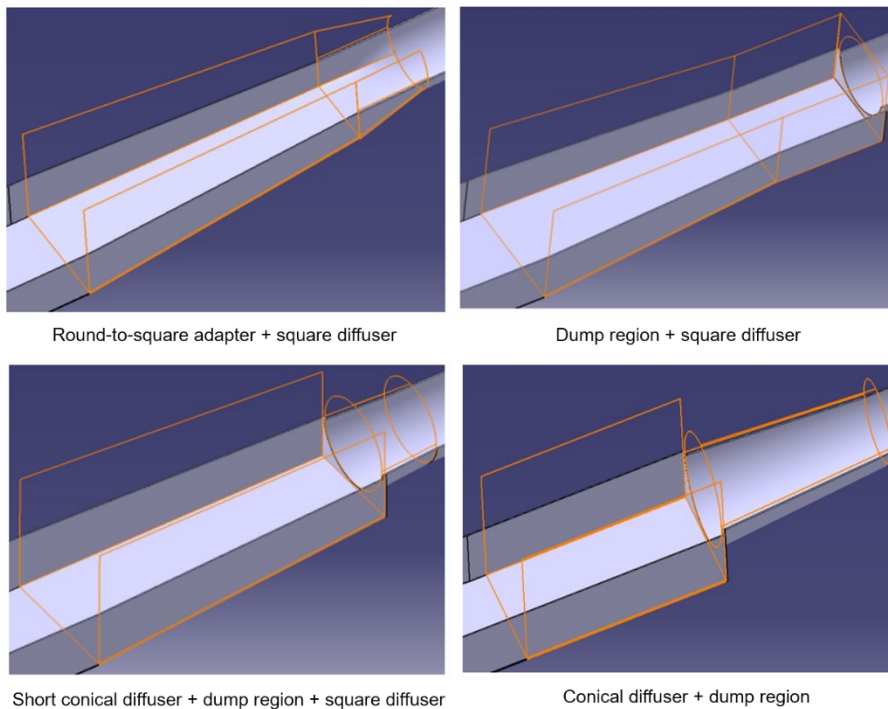 Round-to-square adapter + square diffuser
Dump region + square diffuser
Short conical diffuser + dump region + square diffuser
Conical diffuser + dump region